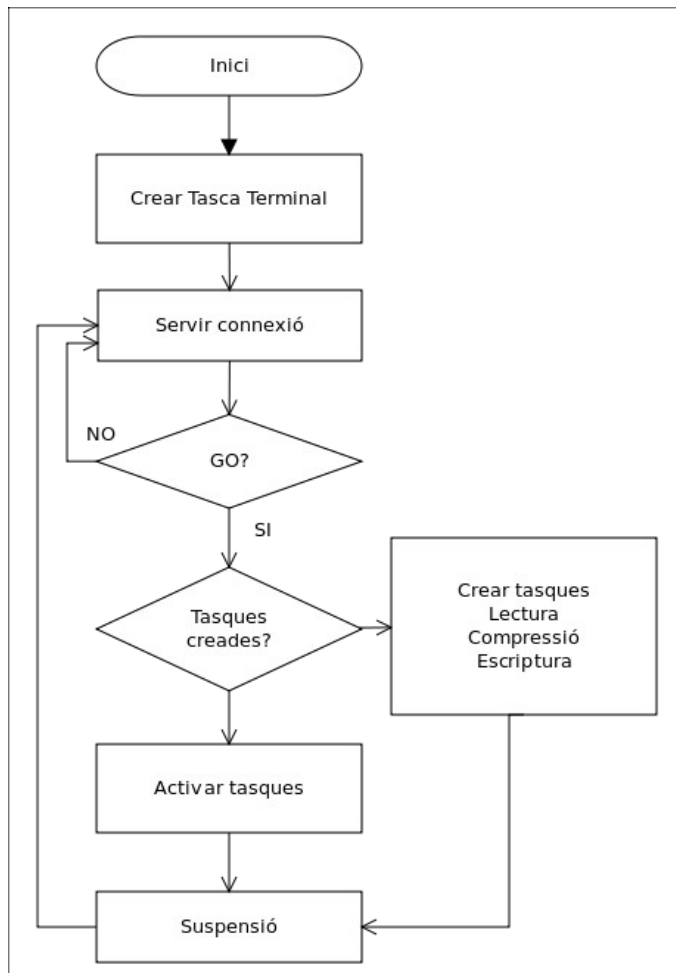 Inici
Crear Tasca Terminal
Servir connexió
NO
GO?
SI
Tasques
creades?
Crear tasques
Lectura
Compressió
Escriptura
Activar tasques
Suspensió